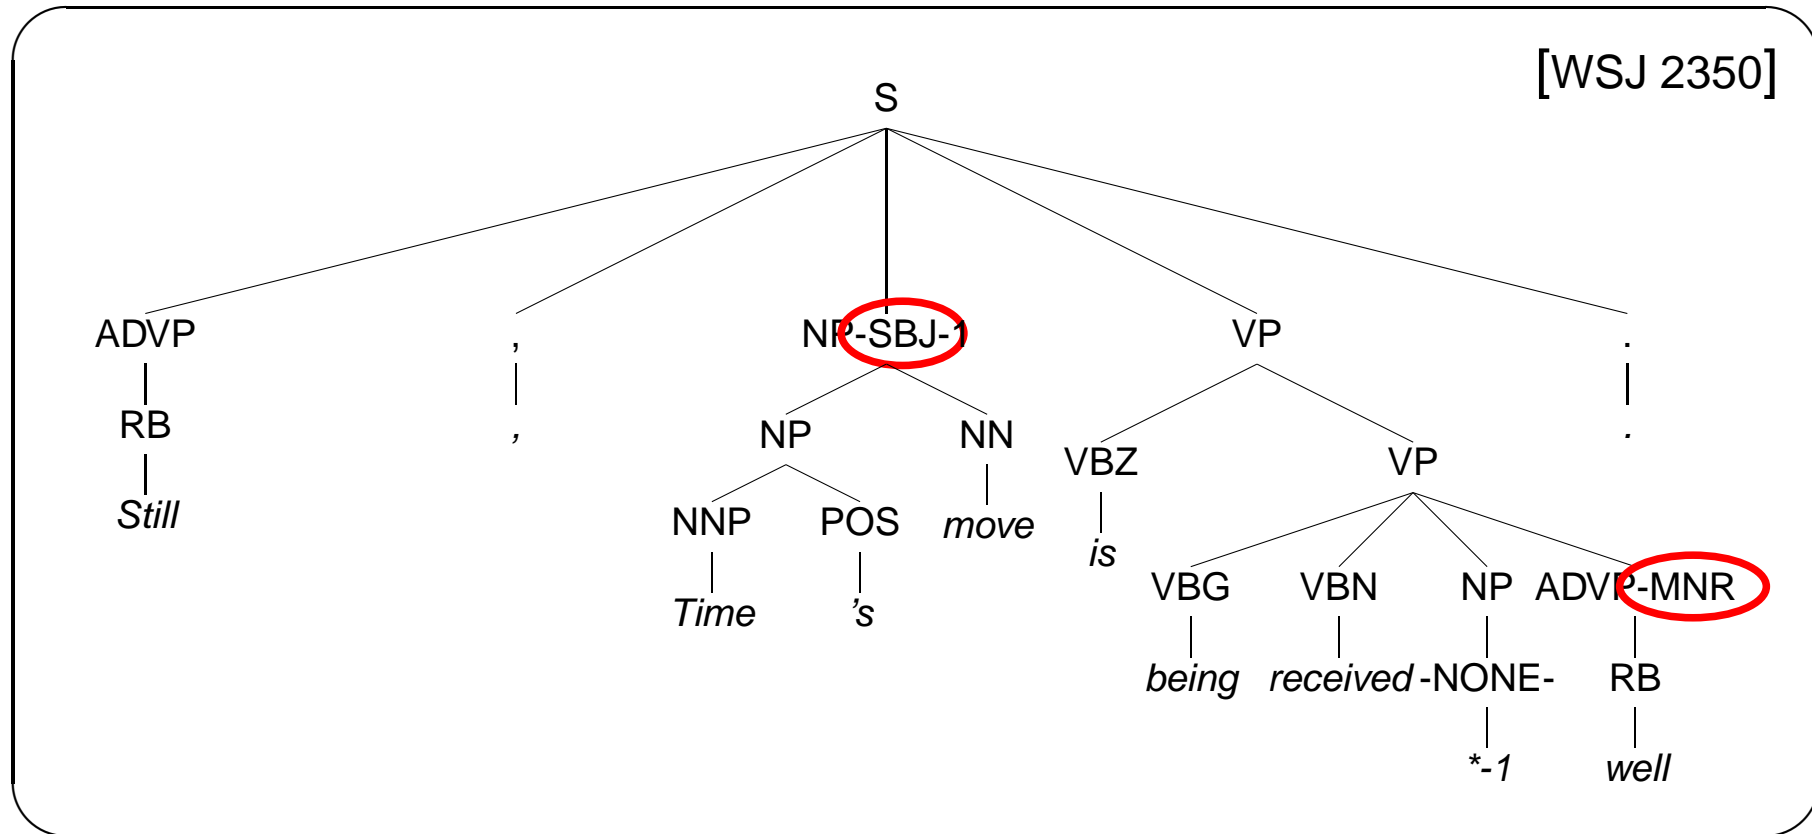 [WSJ 2350]
S
ADVP , NP-SBJ-1 VP .
RB , NP NN VBZ VP .
Still NNP POS move is
Time ’s VBG VBN NP ADVP-MNR
being received -NONE- RB
*-1 well